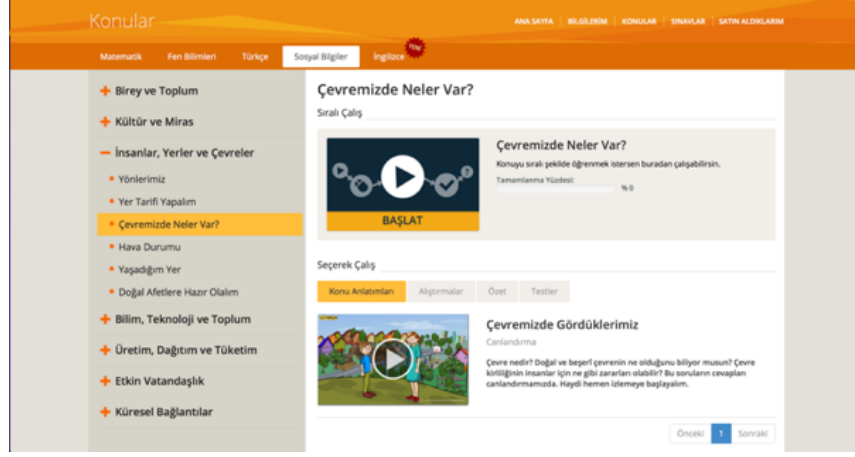 Konular
ANA SAYFA
BİLGİLERİM
KONULAR
SINAVLAR
SATIN ALDIKLARIM
Matematik
Fen Bilimleri
Türkçe
Sosyal Bilgiler
İngilizce
YENİ
Birey ve Toplum
Kültür ve Miras
İnsanlar, Yerler ve Çevreler
Yönlerimiz
Yer Tarifi Yapalım
Çevremizde Neler Var?
Hava Durumu
Yaşadığım Yer
Doğal Afetlere Hazır Olalım
Bilim, Teknoloji ve Toplum
Üretim, Dağıtım ve Tüketim
Etkin Vatandaşlık
Küresel Bağlantılar
Çevremizde Neler Var?
Sıralı Çalış
BAŞLAT
Çevremizde Neler Var?
Konuyu sıralı şekilde öğrenmek istersen buradan çalışabilirsin.
Tamamlanma Yüzdesi:
% 0
Seçerek Çalış
Konu Anlatımları
Alıştırmalar
Özet
Testler
Çevremizde Gördüklerimiz
Canlandırma
Çevre nedir? Doğal ve beşerî çevrenin ne olduğunu biliyor musun? Çevre
kirliliğinin insanlar için ne gibi zararları olabilir? Bu soruların cevapları
canlandırmamızda. Haydi hemen izlemeye başlayalım.
Önceki
1
Sonraki